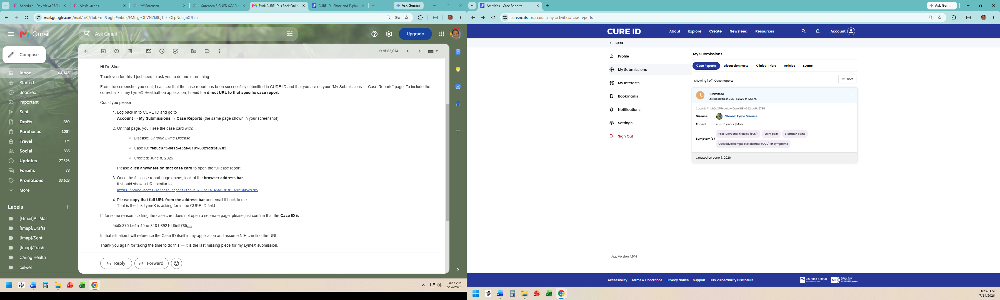 Schedule - Day View: 07/1
Alexis Jacobs
Jeff Sorensen
J Sorensen SIGNED SOAP:
Fwd: CURE ID is Back Onlin
CURE ID | Share and Explo
Ask Gemini
mail.google.com/mail/u/0/?tab=rm&ogbl#inbox/FMfcgzQhVNZkBbjThFLQLpNdLgbXJLzh
Gmail
Ask Gmail
Upgrade
Compose
19 of 83,074
Inbox 64,745
Starred
Snoozed
Important
Sent
Drafts 280
Purchases 1,281
Travel 171
Social 835
Updates 27,896
Forums 73
Promotions 33,628
More
Labels
[Gmail]All Mail
[Imap]/Drafts
[Imap]/Sent
[Imap]/Trash
Caring Health
celwel
Hi Dr. Shor,
Thank you for this. I just need to ask you to do one more thing.
From the screenshot you sent, I can see that the case report has been successfully submitted in CURE ID and that you are on your “My Submissions → Case Reports” page. To include the
correct link in my LymeX Healthathon application, I need the direct URL to that specific case report.
Could you please:
1. Log back in to CURE ID and go to
Account → My Submissions → Case Reports (the same page shown in your screenshot).
2. On that page, you’ll see the case card with:
Disease: Chronic Lyme Disease
Case ID: feb0c375-be1a-45ae-8181-6921dd5e9785
Created: June 8, 2026
Please click anywhere on that case card to open the full case report.
3. Once the full case report page opens, look at the browser address bar.
It should show a URL similar to:
https://cure.ncats.io/case-report/feb0c375-be1a-45ae-8181-6921dd5e9785
4. Please copy that full URL from the address bar and email it back to me.
That is the link LymeX is asking for in the CURE ID field.
If, for some reason, clicking the case card does not open a separate page, please just confirm that the Case ID is:
feb0c375-be1a-45ae-8181-6921dd5e9785
In that situation I will reference the Case ID itself in my application and assume NIH can find the URL.
Thank you again for taking the time to do this — it is the last missing piece for my LymeX submission.
Reply
Forward
31
10:37 AM
7/14/2026
Activities - Case Reports
Ask Gemini
cure.ncats.io/account/my-activities/case-reports
CURE ID
About
Explore
Create
Newsfeed
Resources
Account
Back
Profile
My Submissions
My Interests
Bookmarks
Notifications
Settings
Sign Out
App Version 4.5.14
My Submissions
Case Reports
Discussion Posts
Clinical Trials
Articles
Events
Showing 1 of 1 Case Reports
Sort
Submitted
Last updated on July 14, 2026 at 10:31 AM
Case ID # feb0c375-be1a-45ae-8181-6921dd5e9785
Disease Chronic Lyme Disease
Patient 41 - 50 years | Male
Symptom(s) Post-Exertional Malaise (PEM) Joint pain Stomach pains
Obsessive/compulsive disorder (OCD) or symptoms
Created on June 8, 2026
Accessibility
Terms & Conditions
Privacy Notice
Support
HHS Vulnerability Disclosure
FDA U.S. FOOD & DRUG
ADMINISTRATION
NIH National Center
for Advancing
Translational Sciences
10:37 AM
7/14/2026